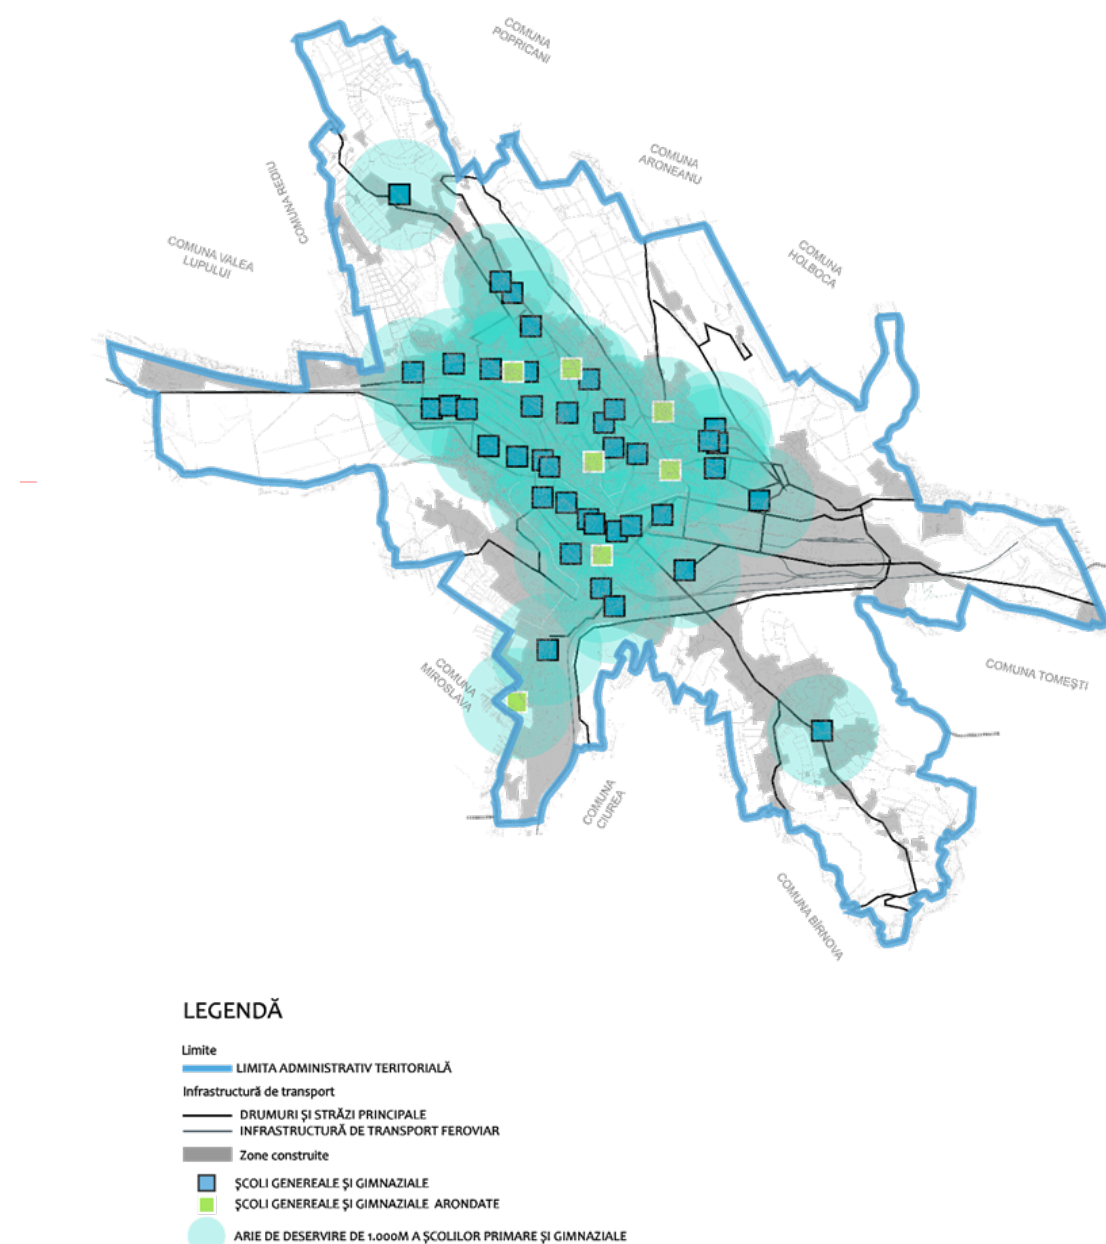 COMUNA
POPRICANI
COMUNA
ARONEANU
COMUNA REDIU
COMUNA VALEA
LUPULUI
COMUNA
HOLBOCA
COMUNA
MIROSLAVA
COMUNA TOMEȘTI
COMUNA
CIUREA
COMUNA BÎRNOVA
LEGENDĂ
Limite
LIMITA ADMINISTRATIV TERITORIALĂ
Infrastructură de transport
DRUMURI ȘI STRĂZI PRINCIPALE
INFRASTRUCTURĂ DE TRANSPORT FEROVIAR
Zone construite
ȘCOLI GENEREALE ȘI GIMNAZIALE
ȘCOLI GENEREALE ȘI GIMNAZIALE ARONDATE
ARIE DE DESERVIRE DE 1.000M A ȘCOLILOR PRIMARE ȘI GIMNAZIALE